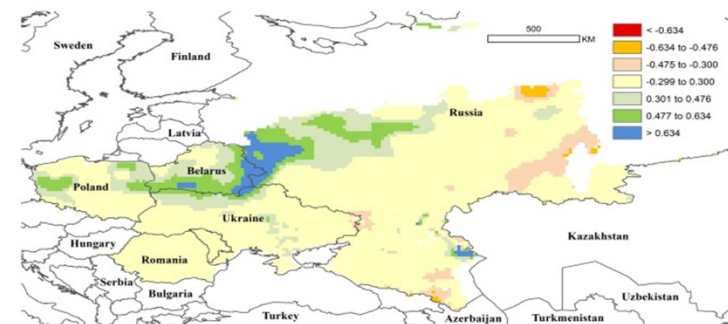 500
KM
< -0.634
-0.634 to -0.476
-0.475 to -0.300
-0.299 to 0.300
0.301 to 0.476
0.477 to 0.634
> 0.634
Sweden
Finland
Russia
Latvia
Belarus
Poland
Ukraine
Hungary
Kazakhstan
Romania
Serbia
Bulgaria
Uzbekistan
Turkey
Azerbaijan
Turkmenistan